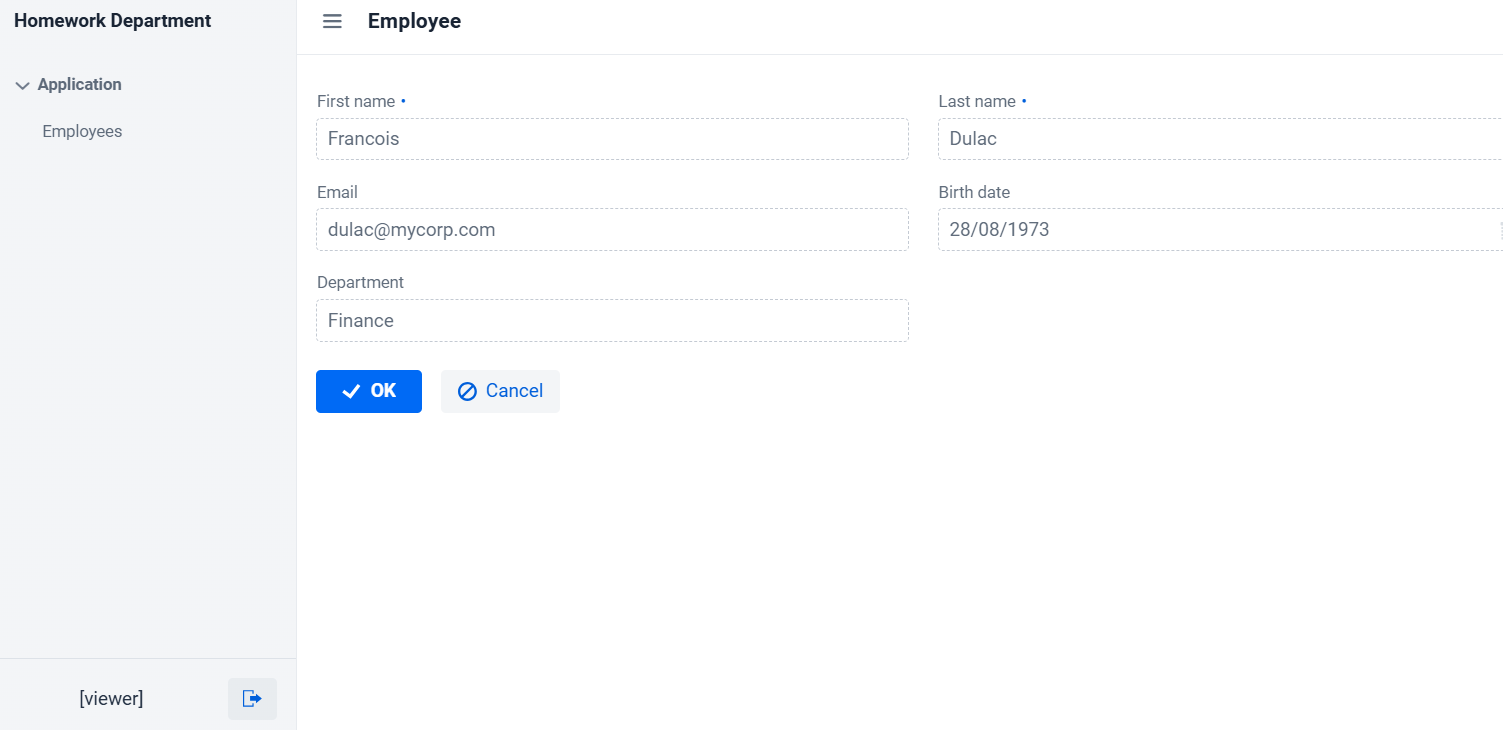 Homework Department
Employee
Application
Employees
First name •
Last name •
Francois
Dulac
Email
Birth date
dulac@mycorp.com
28/08/1973
Department
Finance
OK
Cancel
[viewer]